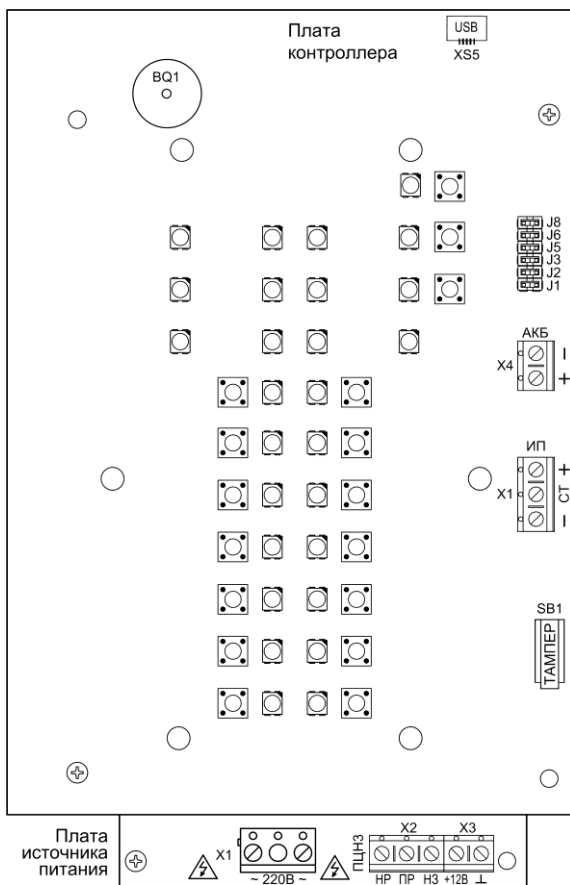 Плата
контроллера
USB
XS5
BQ1
J8
J6
J5
J3
J2
J1
АКБ
X4
–
+
ИП
X1
+
СТ
–
SB1
ТАМПЕР
Плата
источника
питания
X1
~ 220В ~
ПЦН3
X2
X3
НР ПР НЗ +12В ⊥